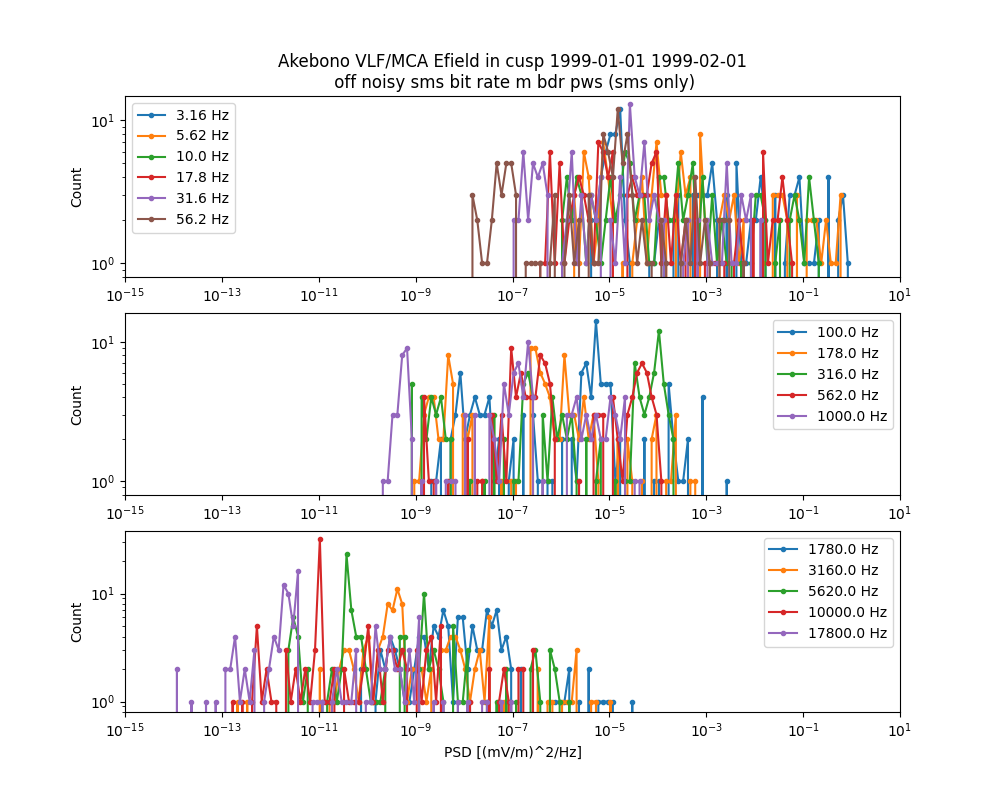 Akebono VLF/MCA Efield in cusp 1999-01-01 1999-02-01
off noisy sms bit rate m bdr pws (sms only)
Count
10^1
10^0
3.16 Hz
5.62 Hz
10.0 Hz
17.8 Hz
31.6 Hz
56.2 Hz
10^-15 10^-13 10^-11 10^-9 10^-7 10^-5 10^-3 10^-1 10^1
Count
10^1
10^0
100.0 Hz
178.0 Hz
316.0 Hz
562.0 Hz
1000.0 Hz
10^-15 10^-13 10^-11 10^-9 10^-7 10^-5 10^-3 10^-1 10^1
Count
10^1
10^0
1780.0 Hz
3160.0 Hz
5620.0 Hz
10000.0 Hz
17800.0 Hz
10^-15 10^-13 10^-11 10^-9 10^-7 10^-5 10^-3 10^-1 10^1
PSD [(mV/m)^2/Hz]